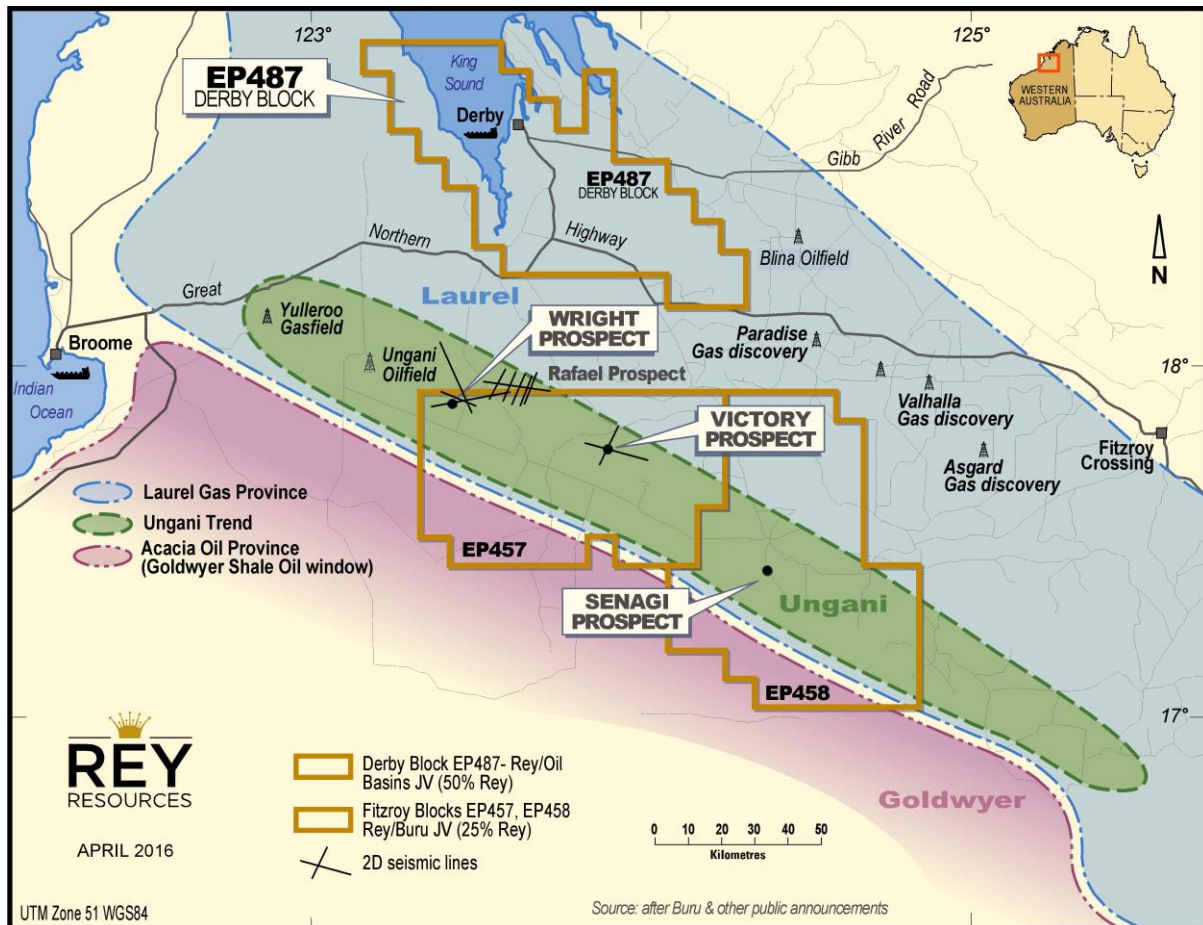 123°
125°
EP487
DERBY BLOCK
King
Sound
Derby
WESTERN
AUSTRALIA
Gibb River Road
EP487
DERBY BLOCK
N
Northern
Highway
Blina Oilfield
Great
Laurel
Yulleroo
Gasfield
WRIGHT
PROSPECT
Paradise
Gas discovery
Broome
Ungani
Oilfield
Rafael Prospect
18°
Indian
Ocean
Valhalla
Gas discovery
VICTORY
PROSPECT
Fitzroy
Crossing
Asgard
Gas discovery
Laurel Gas Province
Ungani Trend
Acacia Oil Province
(Goldwyer Shale Oil window)
EP457
SENAGI
PROSPECT
Ungani
EP458
17°
REY
RESOURCES
APRIL 2016
Derby Block EP487- Rey/Oil
Basins JV (50% Rey)
Fitzroy Blocks EP457, EP458
Rey/Buru JV (25% Rey)
2D seismic lines
Goldwyer
0 10 20 30 40 50
Kilometres
UTM Zone 51 WGS84
Source: after Buru & other public announcements